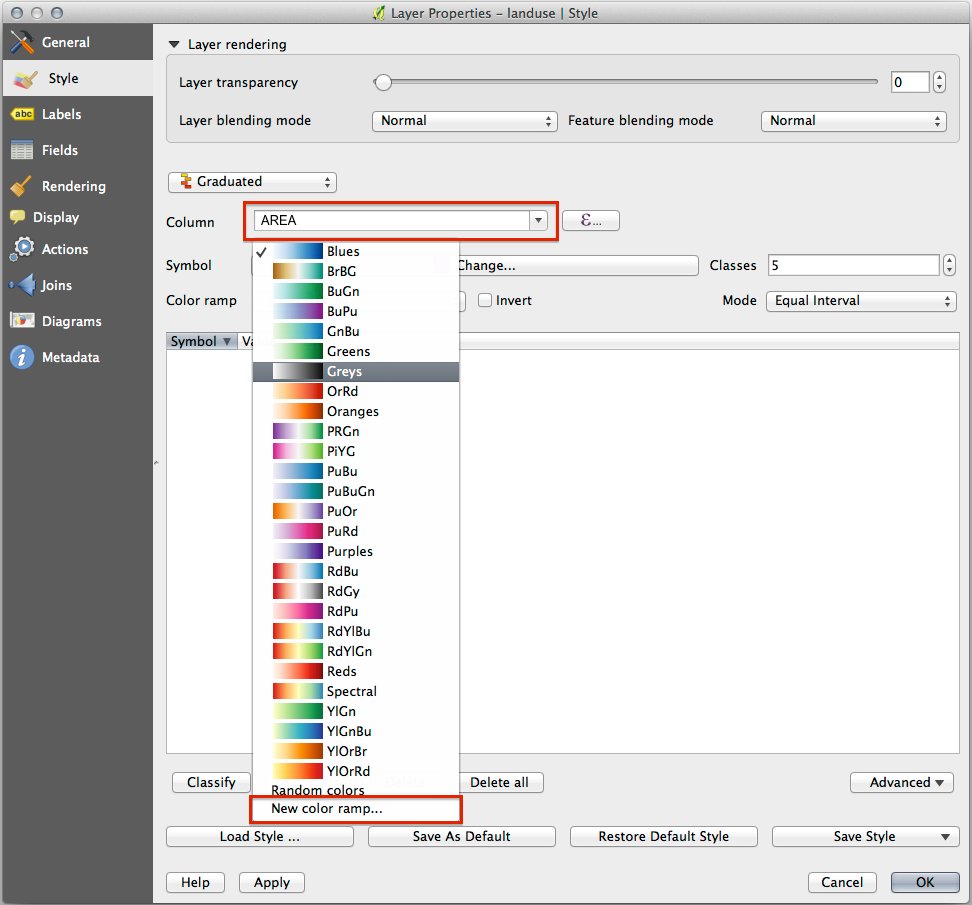 Layer Properties – landuse | Style
General
Style
abc Labels
Fields
Rendering
Display
Actions
Joins
Diagrams
Metadata
Layer rendering
Layer transparency
0
Layer blending mode
Normal
Feature blending mode
Normal
Graduated
Column
AREA
ε...
Symbol
Change...
Classes
5
Color ramp
Invert
Mode
Equal Interval
Symbol
Blues
BrBG
BuGn
BuPu
GnBu
Greens
Greys
OrRd
Oranges
PRGn
PiYG
PuBu
PuBuGn
PuOr
PuRd
Purples
RdBu
RdGy
RdPu
RdYlBu
RdYlGn
Reds
Spectral
YlGn
YlGnBu
YlOrBr
YlOrRd
Random colors
New color ramp...
Classify
Delete all
Advanced
Load Style ...
Save As Default
Restore Default Style
Save Style
Help
Apply
Cancel
OK